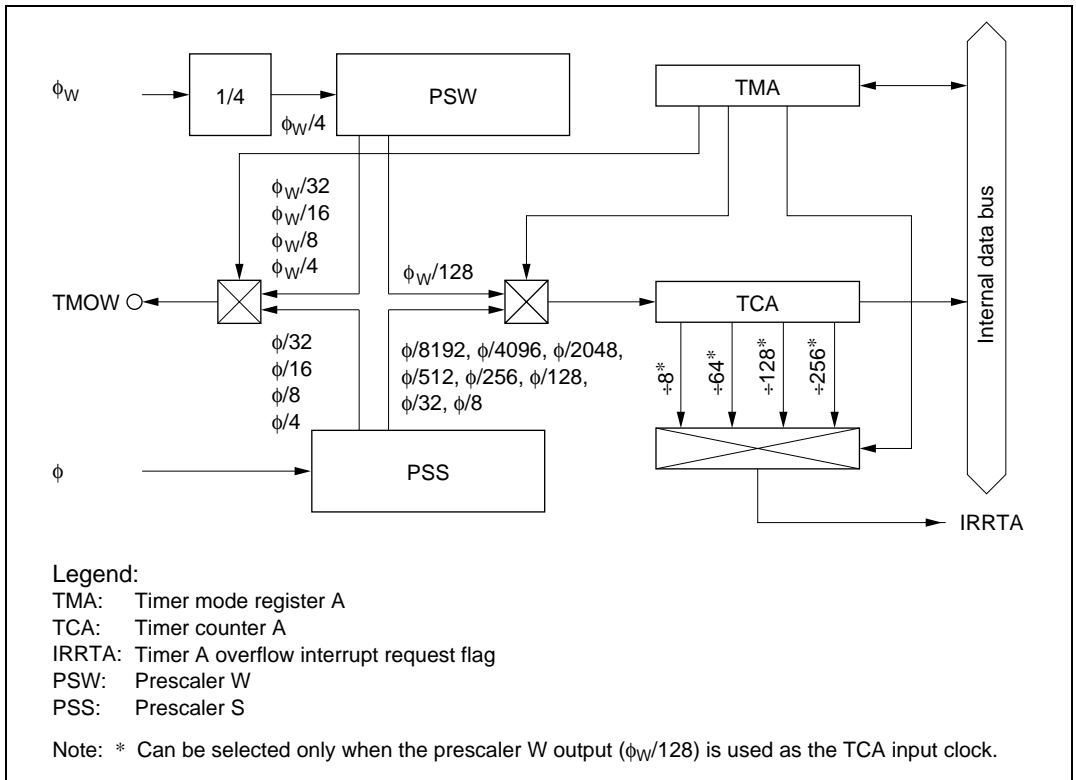 ϕW
1/4
PSW
TMA
ϕW/4
ϕW/32
ϕW/16
ϕW/8
ϕW/4
ϕW/128
TMOW
TCA
Internal data bus
ϕ/32
ϕ/16
ϕ/8
ϕ/4
ϕ/8192, ϕ/4096, ϕ/2048,
ϕ/512, ϕ/256, ϕ/128,
ϕ/32, ϕ/8
÷8*
÷64*
÷128*
÷256*
ϕ
PSS
IRRTA
Legend:
TMA: Timer mode register A
TCA: Timer counter A
IRRTA: Timer A overflow interrupt request flag
PSW: Prescaler W
PSS: Prescaler S
Note: * Can be selected only when the prescaler W output (ϕW/128) is used as the TCA input clock.